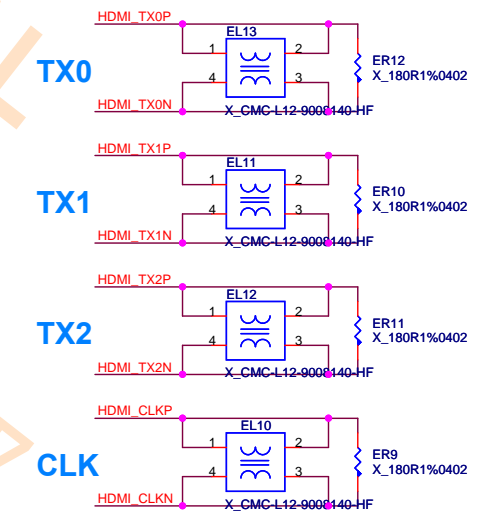 HDMI_TX0P
EL13
1 2
ER12
X_180R1%0402
TX0
4 3
HDMI_TX0N
X_CMC-L12-9008140-HF
HDMI_TX1P
EL11
1 2
ER10
X_180R1%0402
TX1
4 3
HDMI_TX1N
X_CMC-L12-9008140-HF
HDMI_TX2P
EL12
1 2
ER11
X_180R1%0402
TX2
4 3
HDMI_TX2N
X_CMC-L12-9008140-HF
HDMI_CLKP
EL10
1 2
ER9
X_180R1%0402
CLK
4 3
HDMI_CLKN
X_CMC-L12-9008140-HF